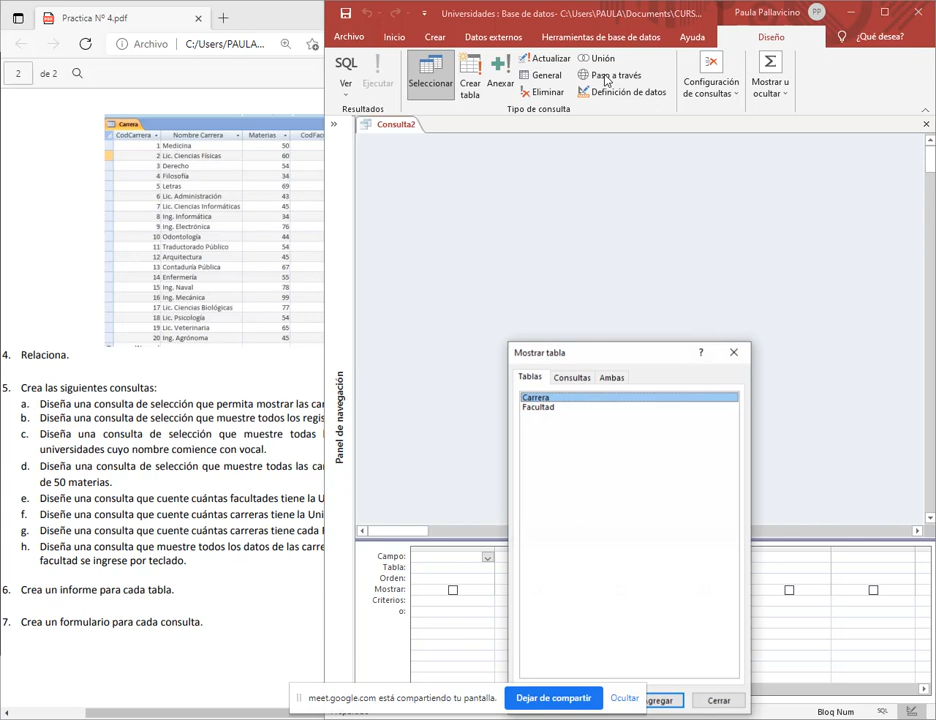 Practica Nº 4.pdf
Archivo
C:/Users/PAULA...
2
de 2
Carrera
CodCarrera
Nombre Carrera
Materias
CodFac
1 Medicina 50
2 Lic. Ciencias Físicas 60
3 Derecho 54
4 Filosofía 34
5 Letras 69
6 Lic. Administración 43
7 Lic. Ciencias Informáticas 45
8 Ing. Informática 34
9 Ing. Electrónica 76
10 Odontología 44
11 Traductorado Público 54
12 Arquitectura 45
13 Contaduría Pública 67
14 Enfermería 55
15 Ing. Naval 78
16 Ing. Mecánica 99
17 Lic. Ciencias Biológicas 77
18 Lic. Psicología 54
19 Lic. Veterinaria 65
20 Ing. Agrónoma 45
4. Relaciona.
5. Crea las siguientes consultas:
a. Diseña una consulta de selección que permita mostrar las car
b. Diseña una consulta de selección que muestre todos los regis
c. Diseña una consulta de selección que muestre todas l
universidades cuyo nombre comience con vocal.
d. Diseña una consulta de selección que muestre todas las car
de 50 materias.
e. Diseñe una consulta que cuente cuántas facultades tiene la U
f. Diseñe una consulta que cuente cuántas carreras tiene la Uni
g. Diseñe una consulta que cuente cuántas carreras tiene cada F
h. Diseña una consulta que muestre todos los datos de las carre
facultad se ingrese por teclado.
6. Crea un informe para cada tabla.
7. Crea un formulario para cada consulta.
Universidades : Base de datos- C:\Users\PAULA\Documents\CURS...
Paula Pallavicino
PP
Archivo
Inicio
Crear
Datos externos
Herramientas de base de datos
Ayuda
Diseño
¿Qué desea?
SQL
Ver
Ejecutar
Resultados
Seleccionar
Crear
tabla
Anexar
Actualizar
General
Eliminar
Unión
Paso a través
Definición de datos
Tipo de consulta
Configuración
de consultas
Mostrar u
ocultar
Consulta2
Panel de navegación
Mostrar tabla
Tablas
Consultas
Ambas
Carrera
Facultad
Campo:
Tabla:
Orden:
Mostrar:
Criterios:
o:
meet.google.com está compartiendo tu pantalla.
Dejar de compartir
Ocultar
gregar
Cerrar
Bloq Num
SQL